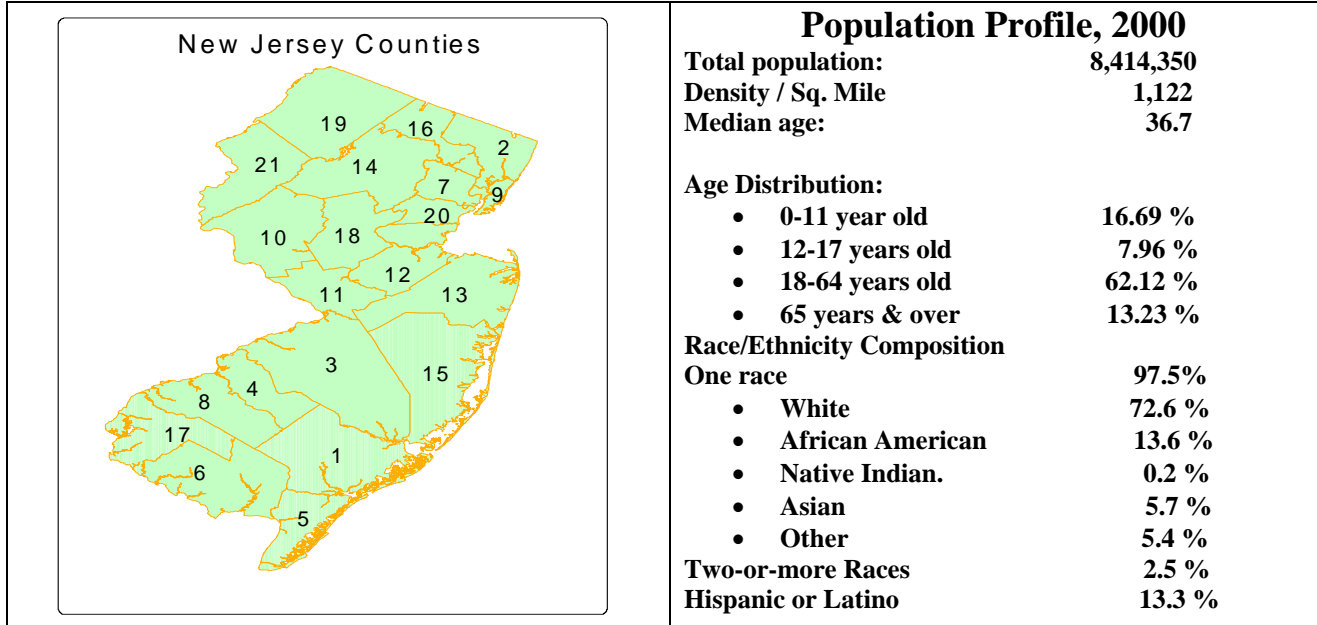 New Jersey Counties
19
16
2
21
14
7
9
20
10
18
12
11
13
3
15
4
8
17
1
6
5
Population Profile, 2000
Total population: 8,414,350
Density / Sq. Mile 1,122
Median age: 36.7
Age Distribution:
• 0-11 year old 16.69 %
• 12-17 years old 7.96 %
• 18-64 years old 62.12 %
• 65 years & over 13.23 %
Race/Ethnicity Composition
One race 97.5%
• White 72.6 %
• African American 13.6 %
• Native Indian. 0.2 %
• Asian 5.7 %
• Other 5.4 %
Two-or-more Races 2.5 %
Hispanic or Latino 13.3 %